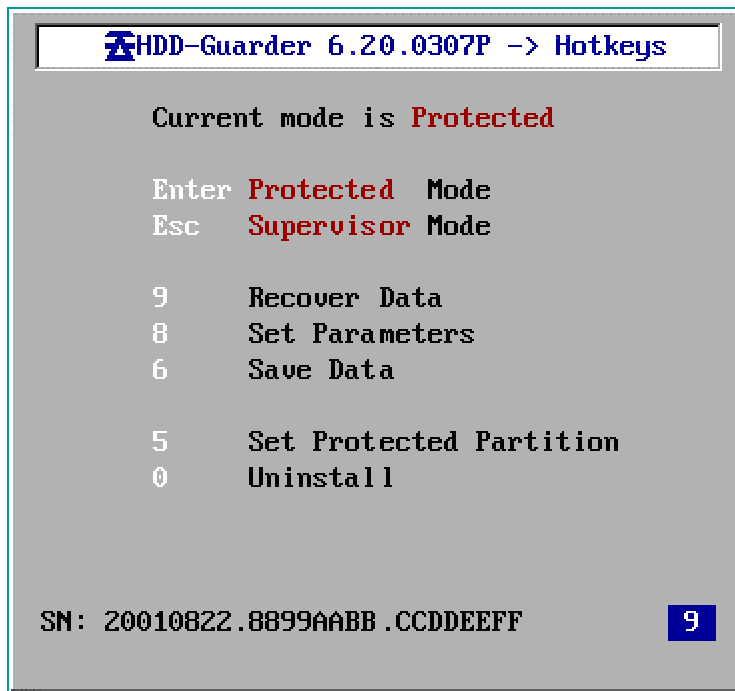 HDD-Guarder 6.20.0307P -> Hotkeys
Current mode is Protected
Enter Protected Mode
Esc Supervisor Mode
9 Recover Data
8 Set Parameters
6 Save Data
5 Set Protected Partition
0 Uninstall
SN: 20010822.8899AABB.CCDDEEFF 9